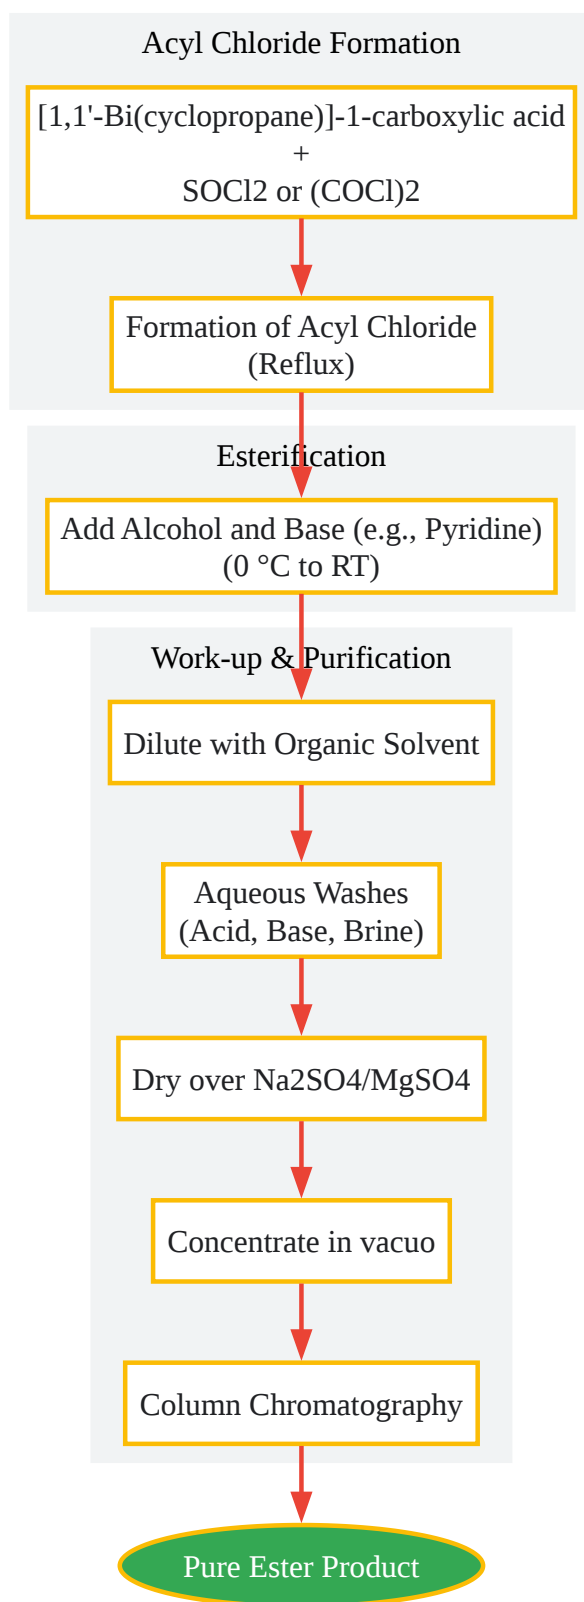 Acyl Chloride Formation
[1,1'-Bi(cyclopropane)]-1-carboxylic acid
+
SOCl2 or (COCl)2
Formation of Acyl Chloride
(Reflux)
Esterification
Add Alcohol and Base (e.g., Pyridine)
(0 °C to RT)
Work-up & Purification
Dilute with Organic Solvent
Aqueous Washes
(Acid, Base, Brine)
Dry over Na2SO4/MgSO4
Concentrate in vacuo
Column Chromatography
Pure Ester Product